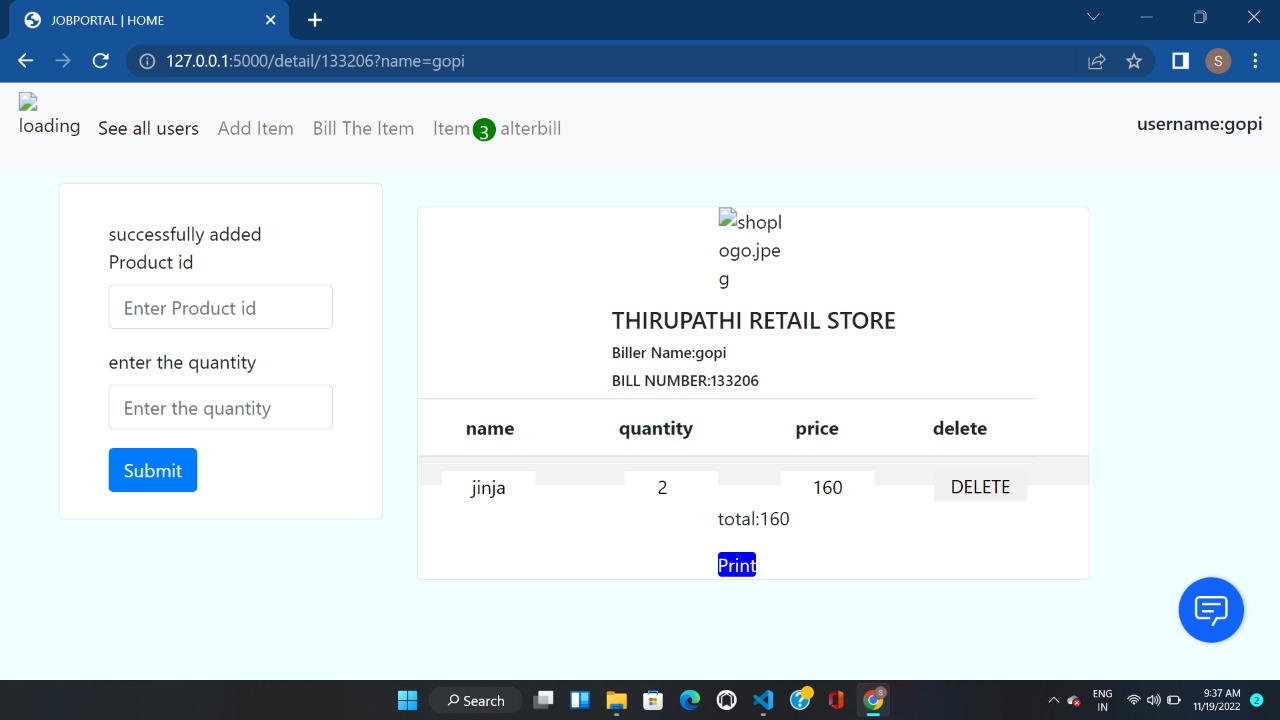 JOBPORTAL | HOME
127.0.0.1:5000/detail/133206?name=gopi
S
loading
See all users
Add Item
Bill The Item
Item 3
alterbill
username:gopi
successfully added
Product id
Enter Product id
enter the quantity
Enter the quantity
Submit
shopl
ogo.jpe
g
THIRUPATHI RETAIL STORE
Biller Name:gopi
BILL NUMBER:133206
name quantity price delete
jinja 2 160 DELETE
total:160
Print
Search
S
ENG
IN
9:37 AM
11/19/2022
2